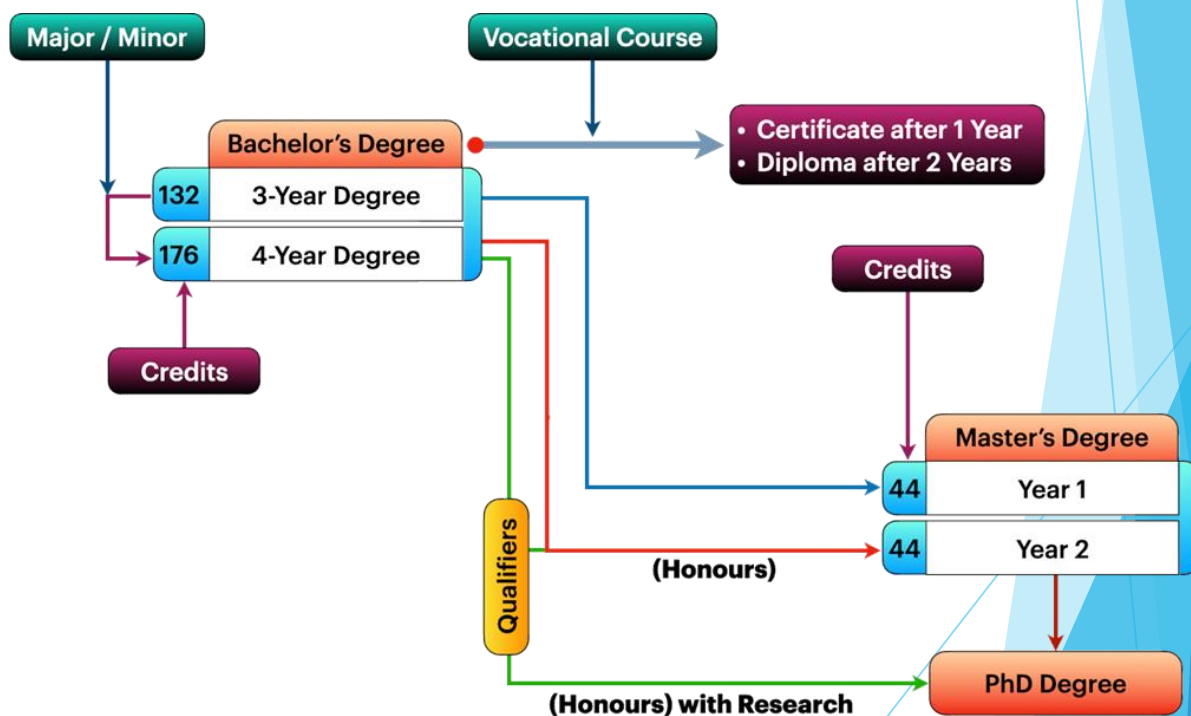 Major / Minor
Vocational Course
Bachelor's Degree
• Certificate after 1 Year
• Diploma after 2 Years
132 3-Year Degree
176 4-Year Degree
Credits
Credits
Master's Degree
44 Year 1
44 Year 2
Qualifiers
(Honours)
PhD Degree
(Honours) with Research